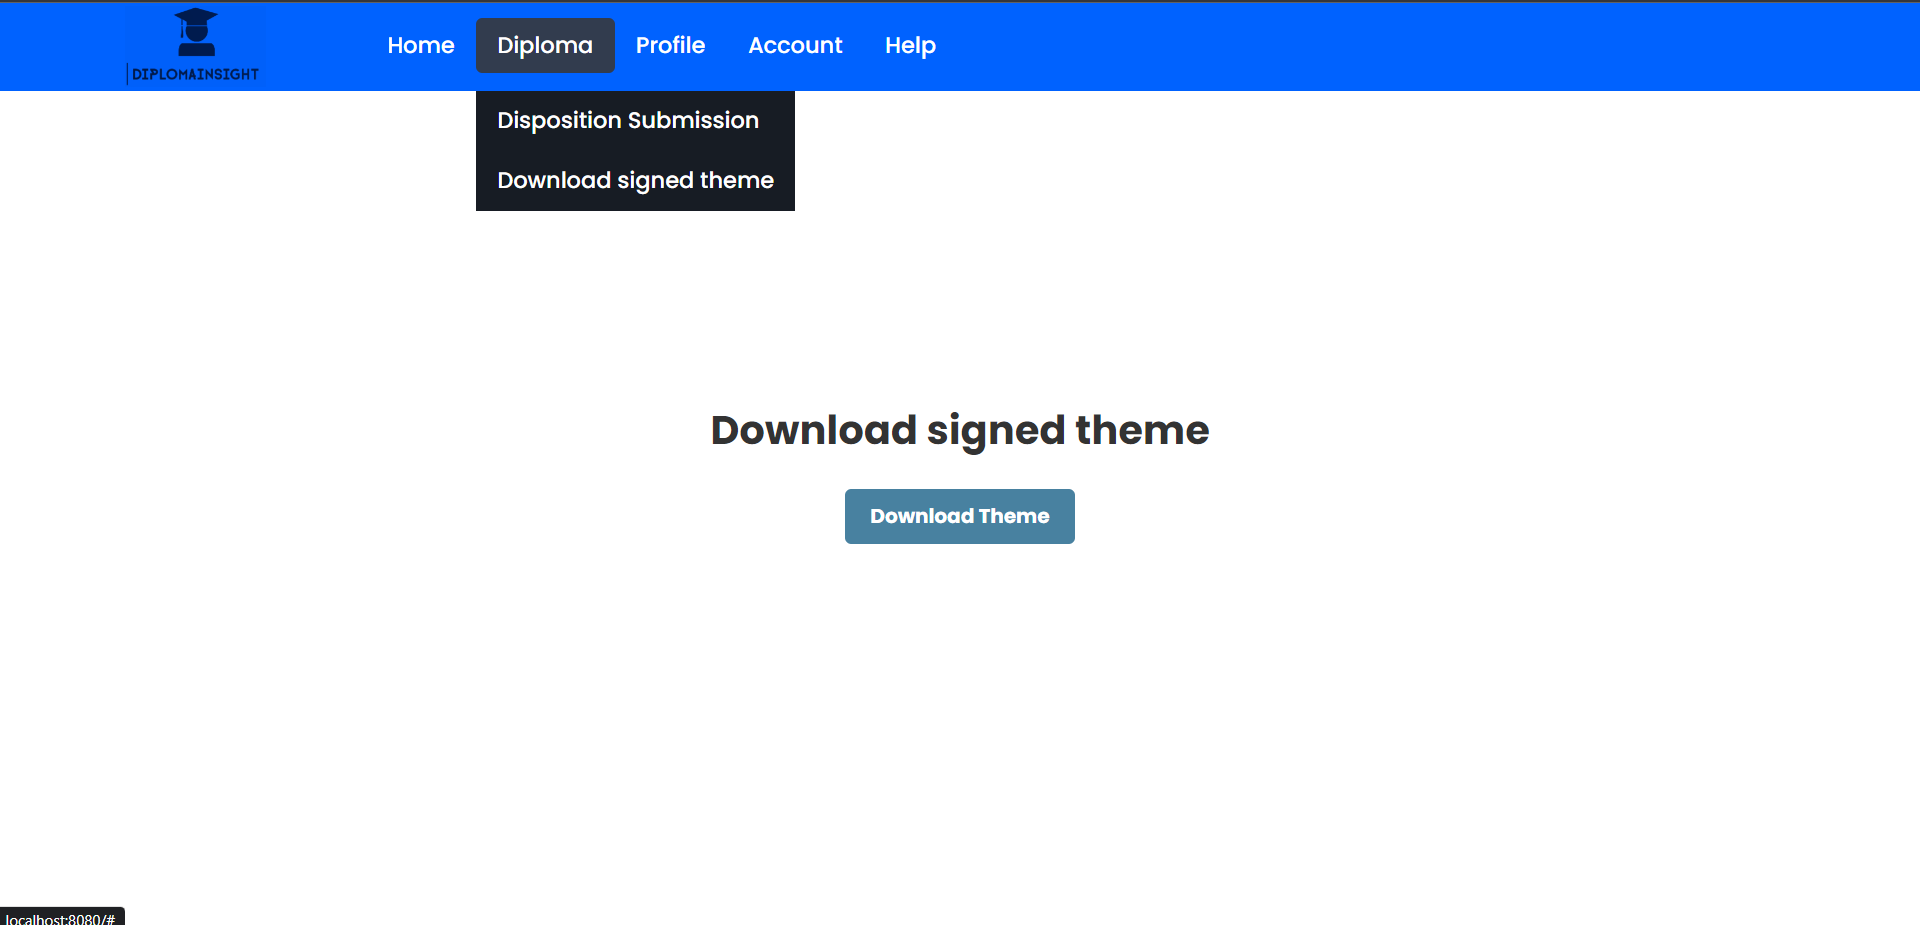 DIPLOMAINSIGHT
Home Diploma Profile Account Help
Disposition Submission
Download signed theme
Download signed theme
Download Theme
localhost:8080/#